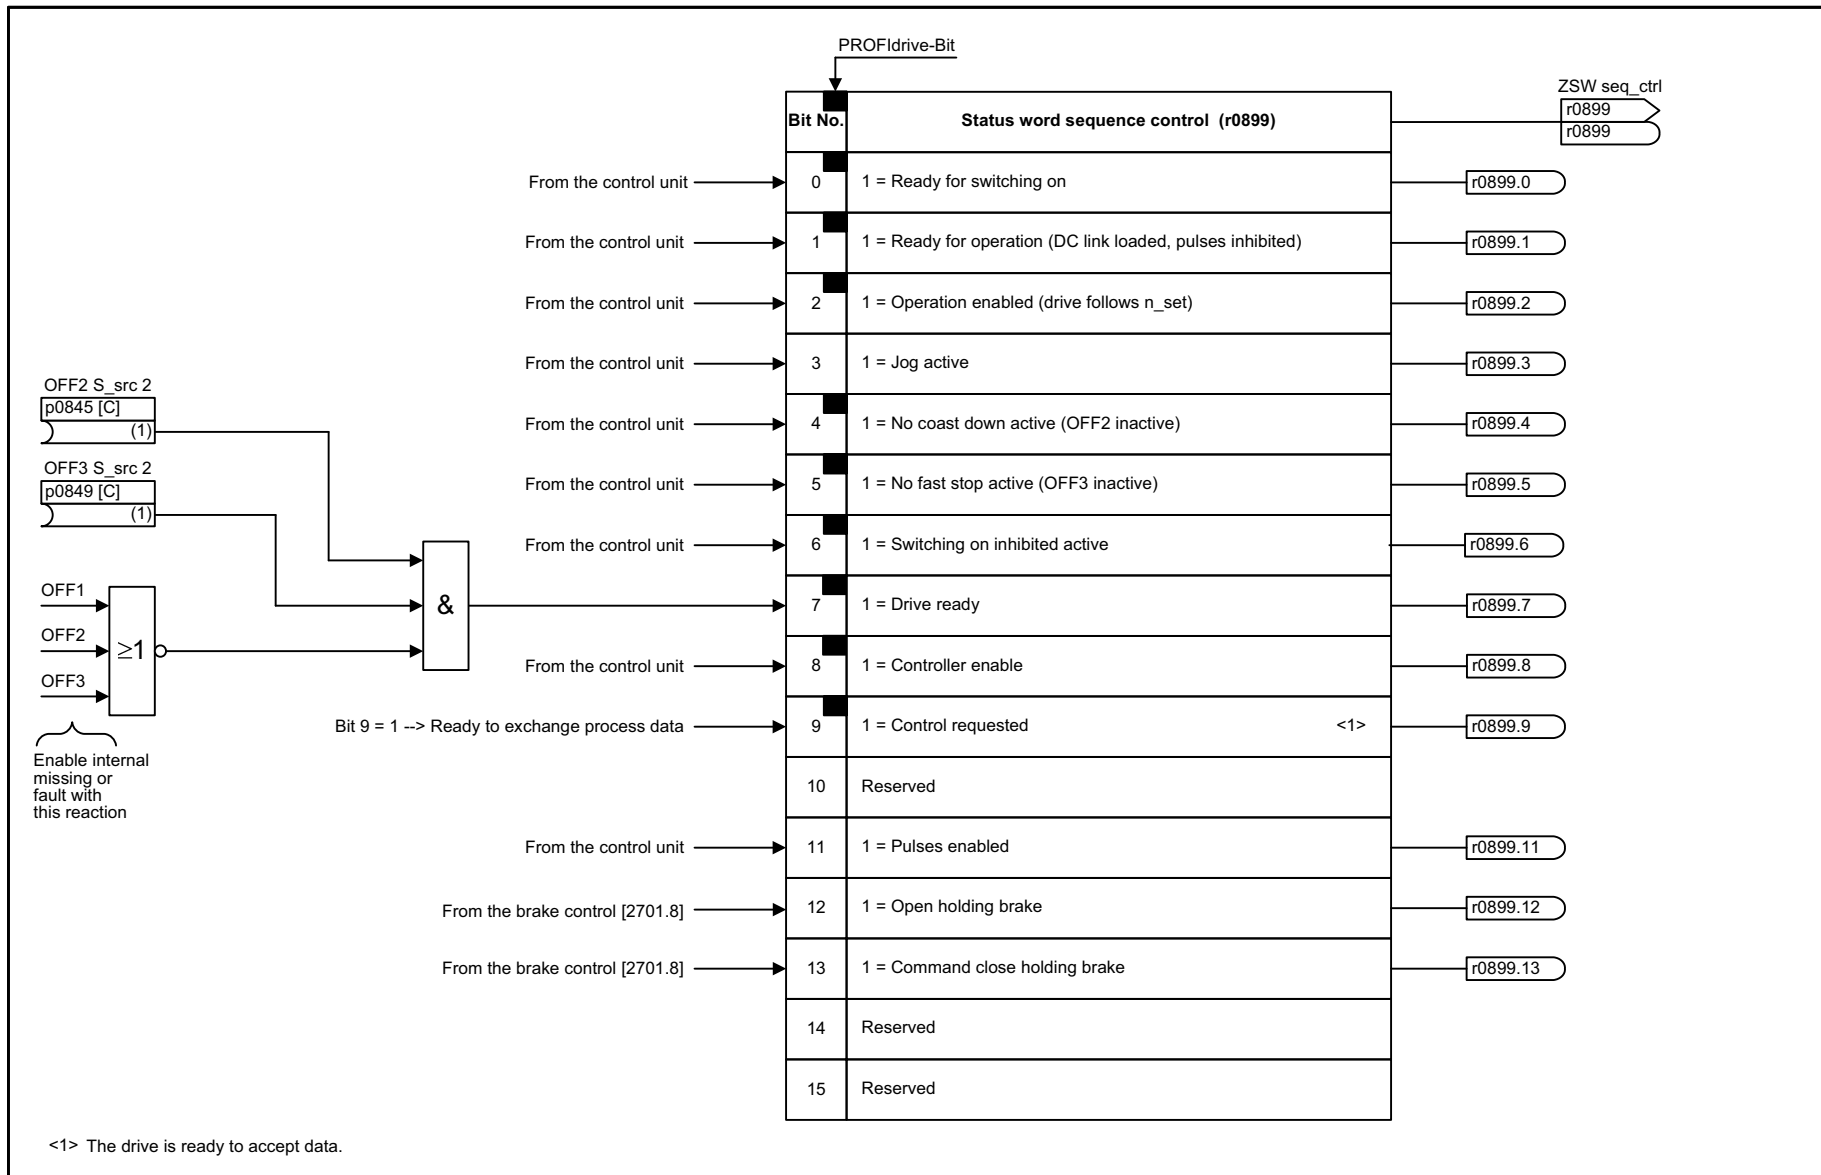 PROFIdrive-Bit
ZSW seq_ctrl
r0899
r0899
Bit No. Status word sequence control (r0899)
From the control unit 0 1 = Ready for switching on r0899.0
From the control unit 1 1 = Ready for operation (DC link loaded, pulses inhibited) r0899.1
From the control unit 2 1 = Operation enabled (drive follows n_set) r0899.2
From the control unit 3 1 = Jog active r0899.3
OFF2 S_src 2
p0845 [C]
(1)
From the control unit 4 1 = No coast down active (OFF2 inactive) r0899.4
OFF3 S_src 2
p0849 [C]
(1)
From the control unit 5 1 = No fast stop active (OFF3 inactive) r0899.5
From the control unit 6 1 = Switching on inhibited active r0899.6
OFF1
OFF2
OFF3
≥1
&
7 1 = Drive ready r0899.7
From the control unit 8 1 = Controller enable r0899.8
Bit 9 = 1 --> Ready to exchange process data 9 1 = Control requested <1> r0899.9
Enable internal
missing or
fault with
this reaction
10 Reserved
From the control unit 11 1 = Pulses enabled r0899.11
From the brake control [2701.8] 12 1 = Open holding brake r0899.12
From the brake control [2701.8] 13 1 = Command close holding brake r0899.13
14 Reserved
15 Reserved
<1> The drive is ready to accept data.